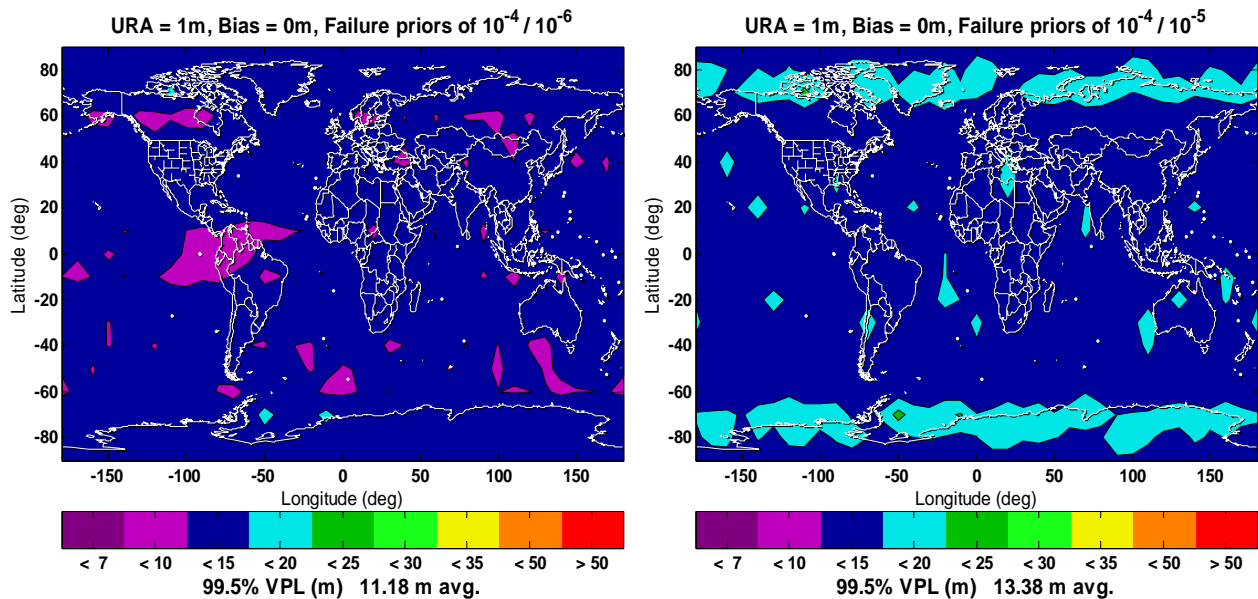 URA = 1m, Bias = 0m, Failure priors of 10^-4 / 10^-6
80
60
40
20
0
-20
-40
-60
-80
Latitude (deg)
-150 -100 -50 0 50 100 150
Longitude (deg)
< 7 < 10 < 15 < 20 < 25 < 30 < 35 < 50 > 50
99.5% VPL (m) 11.18 m avg.
URA = 1m, Bias = 0m, Failure priors of 10^-4 / 10^-5
80
60
40
20
0
-20
-40
-60
-80
Latitude (deg)
-150 -100 -50 0 50 100 150
Longitude (deg)
< 7 < 10 < 15 < 20 < 25 < 30 < 35 < 50 > 50
99.5% VPL (m) 13.38 m avg.